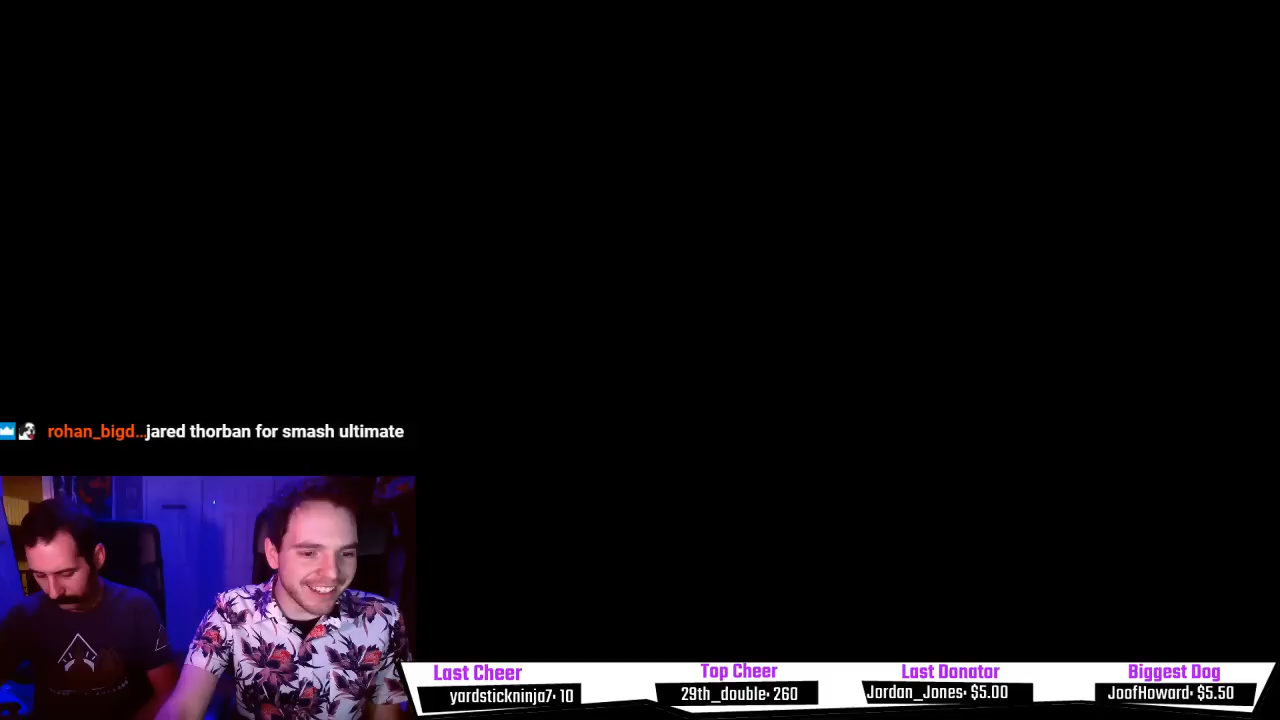 rohan_bigd...jared thorban for smash ultimate
Last Cheer
yardstickninja7: 10
Top Cheer
29th_double: 260
Last Donator
Jordan_Jones: $5.00
Biggest Dog
JoofHoward: $5.50